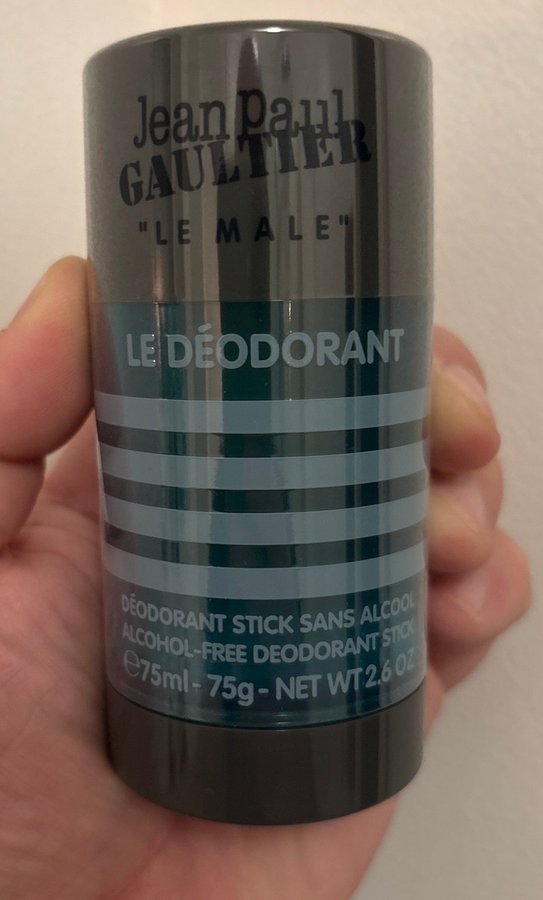 Jean Paul
GAULTIER
"LE MALE"
LE DÉODORANT
DÉODORANT STICK SANS ALCOOL
ALCOHOL-FREE DEODORANT STICK
℮75ml - 75g - NET WT 2.6 OZ